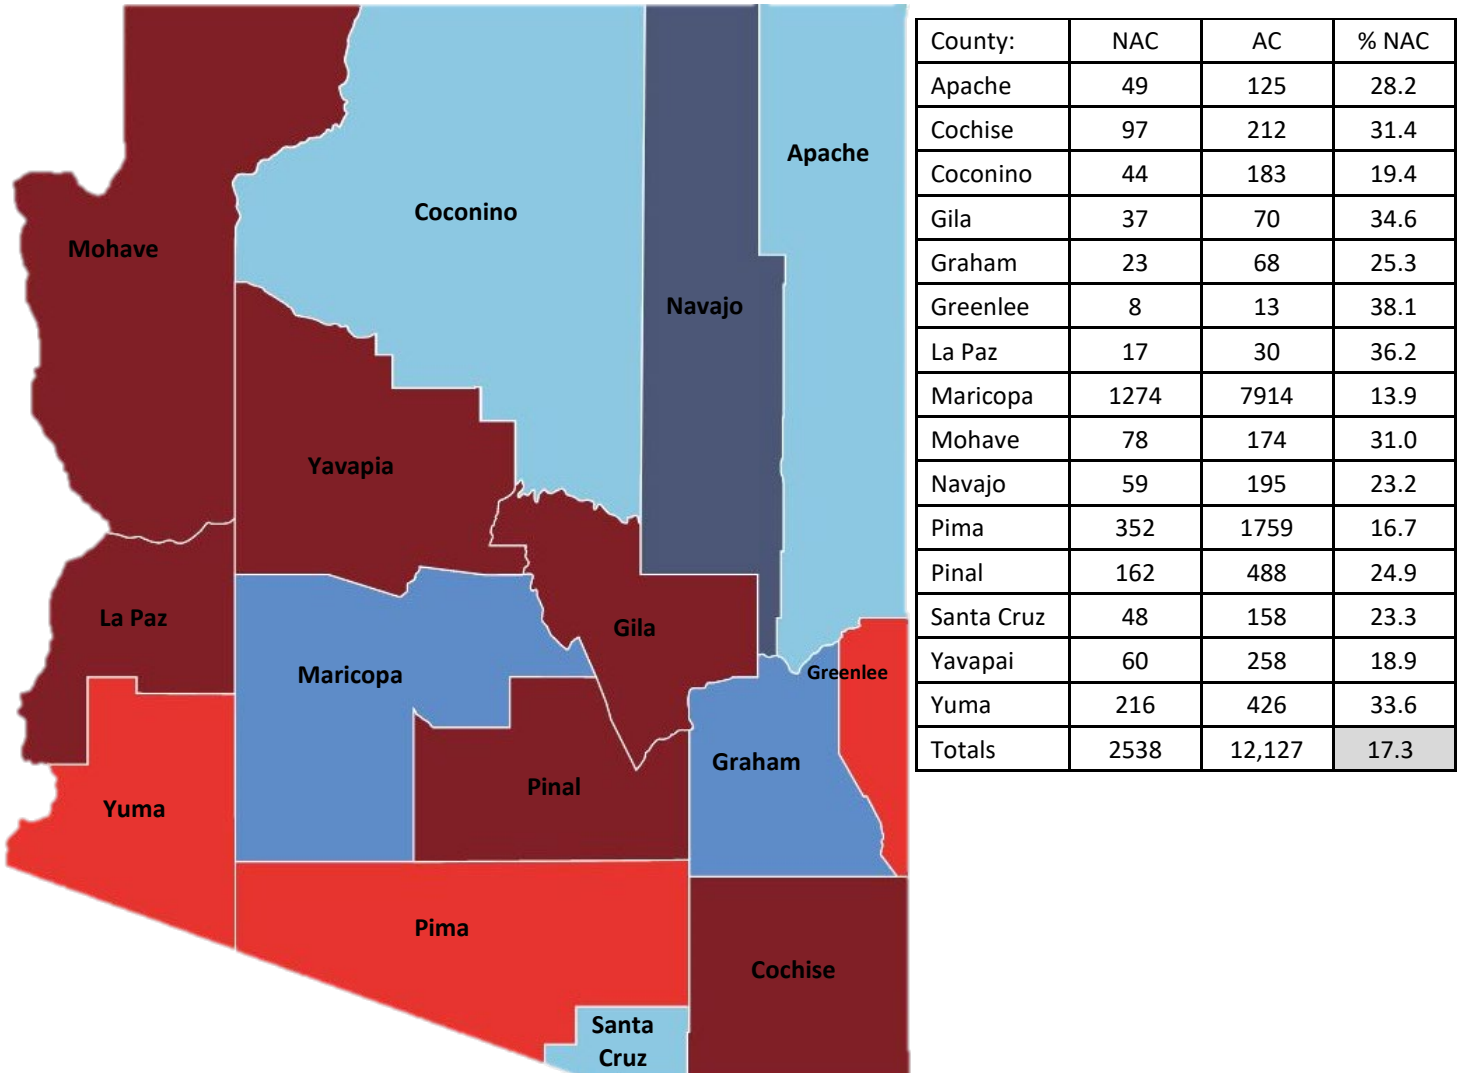 Mohave
Coconino
Navajo
Apache
Yavapia
La Paz
Maricopa
Gila
Greenlee
Yuma
Pinal
Graham
Pima
Cochise
Santa
Cruz
County: NAC AC % NAC
Apache 49 125 28.2
Cochise 97 212 31.4
Coconino 44 183 19.4
Gila 37 70 34.6
Graham 23 68 25.3
Greenlee 8 13 38.1
La Paz 17 30 36.2
Maricopa 1274 7914 13.9
Mohave 78 174 31.0
Navajo 59 195 23.2
Pima 352 1759 16.7
Pinal 162 488 24.9
Santa Cruz 48 158 23.3
Yavapai 60 258 18.9
Yuma 216 426 33.6
Totals 2538 12,127 17.3